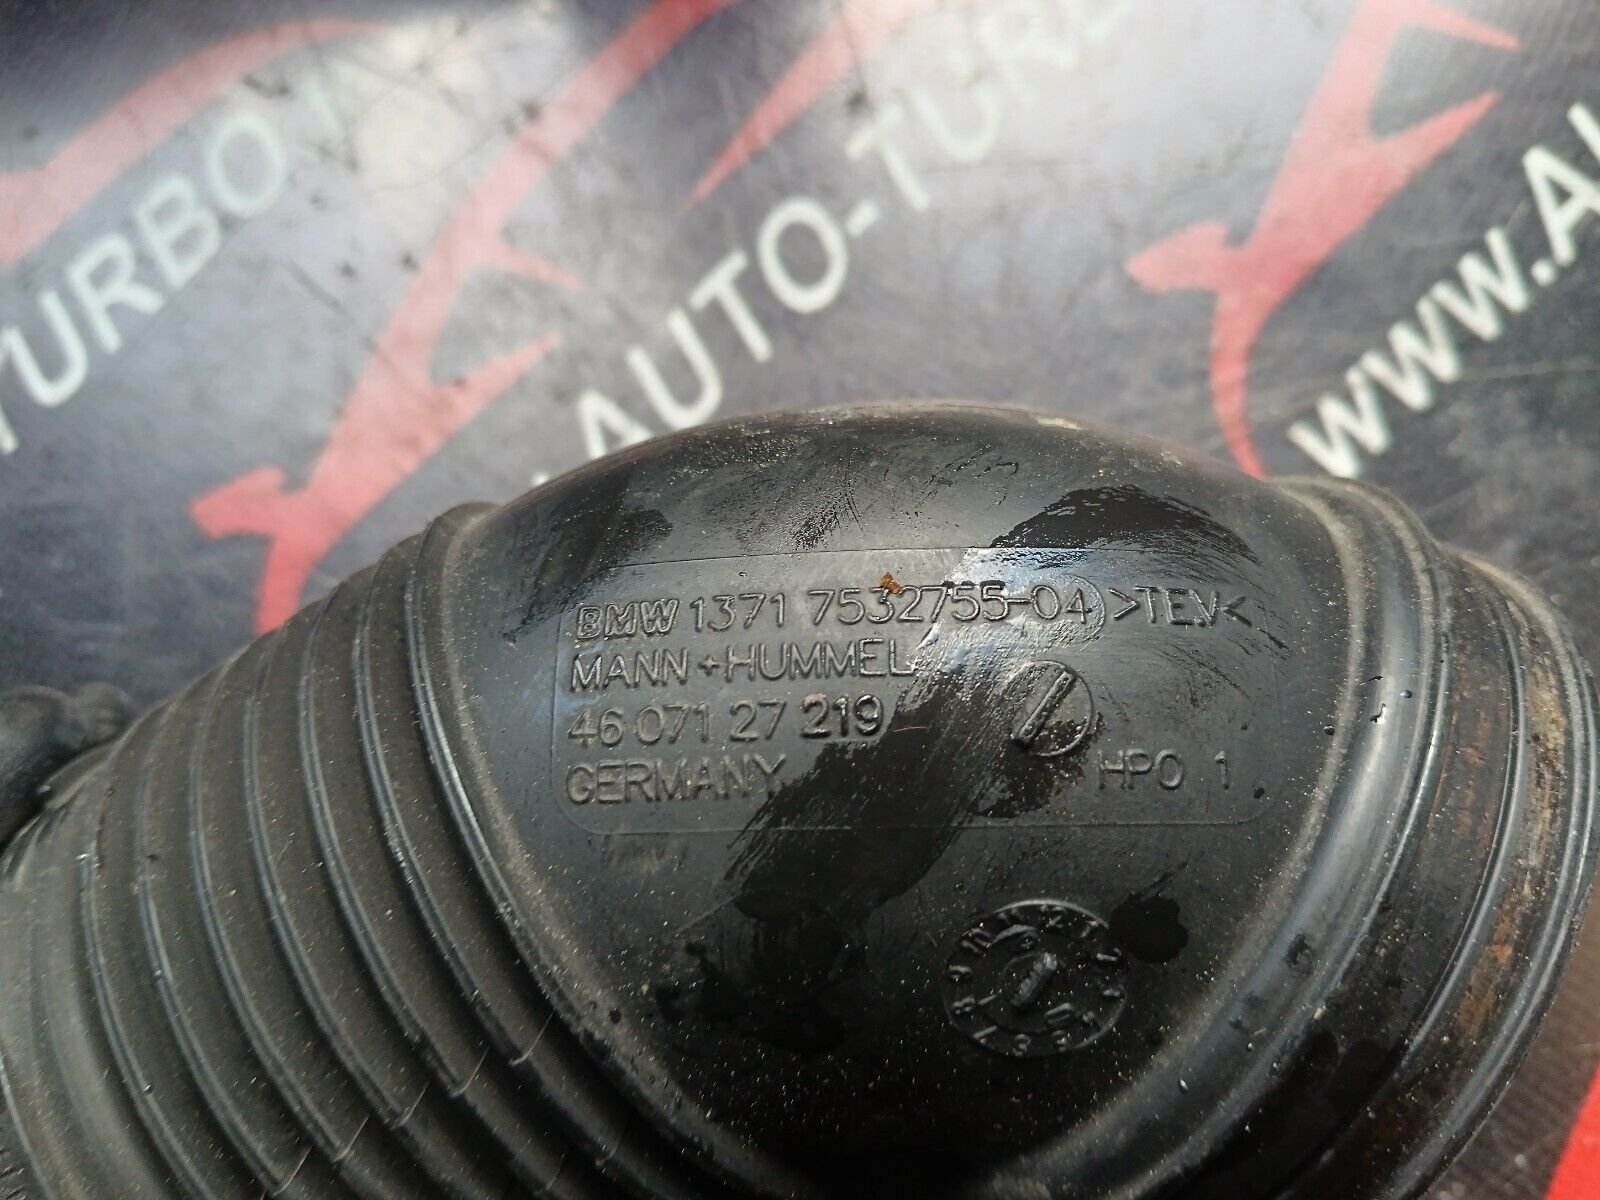 TURBO
AUTO-TURB
WWW.A
BMW 1371 7532755-04 >TEV<
MANN+HUMMEL
46 071 27 219
GERMANY
HPO 1